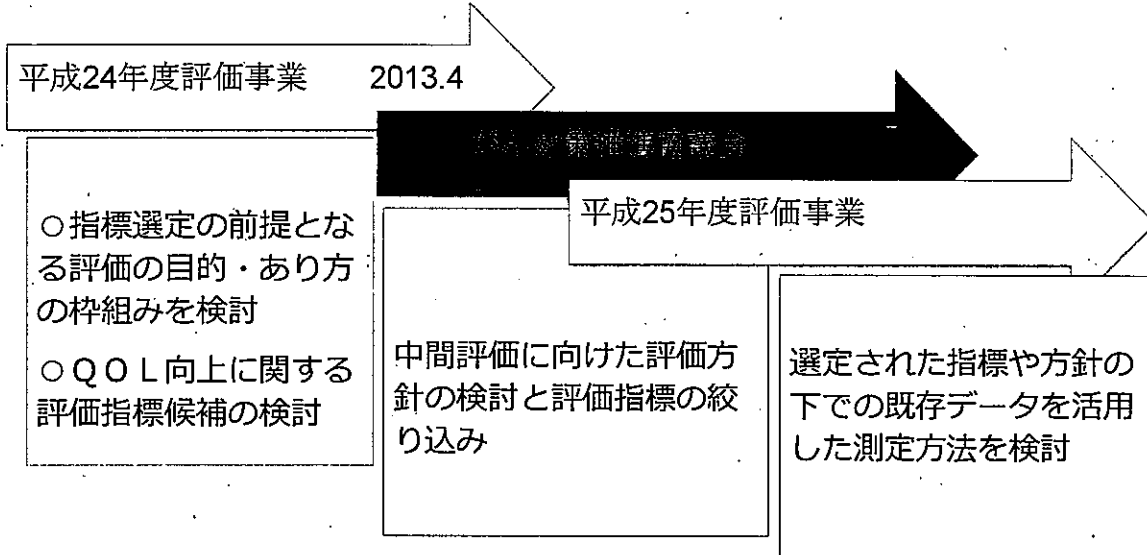 平成24年度評価事業 2013.4
平成25年度評価事業
○指標選定の前提とな
る評価の目的・あり方
の枠組みを検討
○ＱＯＬ向上に関する
評価指標候補の検討
中間評価に向けた評価方
針の検討と評価指標の絞
り込み
選定された指標や方針の
下での既存データを活用
した測定方法を検討